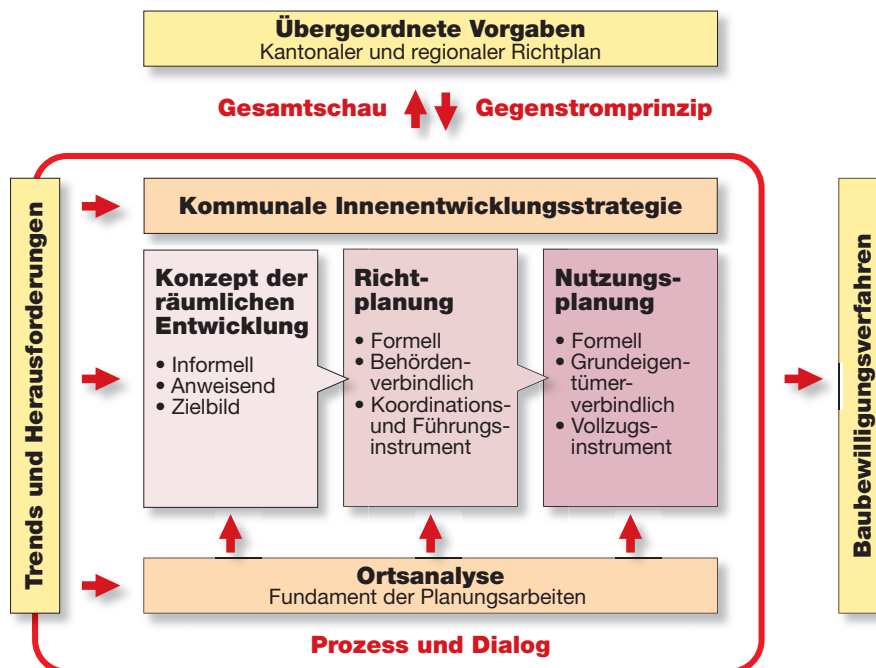 Übergeordnete Vorgaben
Kantonaler und regionaler Richtplan
Gesamtschau
Gegenstromprinzip
Trends und Herausforderungen
Kommunale Innenentwicklungsstrategie
Konzept der
räumlichen
Entwicklung
• Informell
• Anweisend
• Zielbild
Richt-
planung
• Formell
• Behörden-
verbindlich
• Koordinations-
und Führungs-
instrument
Nutzungs-
planung
• Formell
• Grundeigen-
tümer-
verbindlich
• Vollzugs-
instrument
Ortsanalyse
Fundament der Planungsarbeiten
Prozess und Dialog
Baubewilligungsverfahren